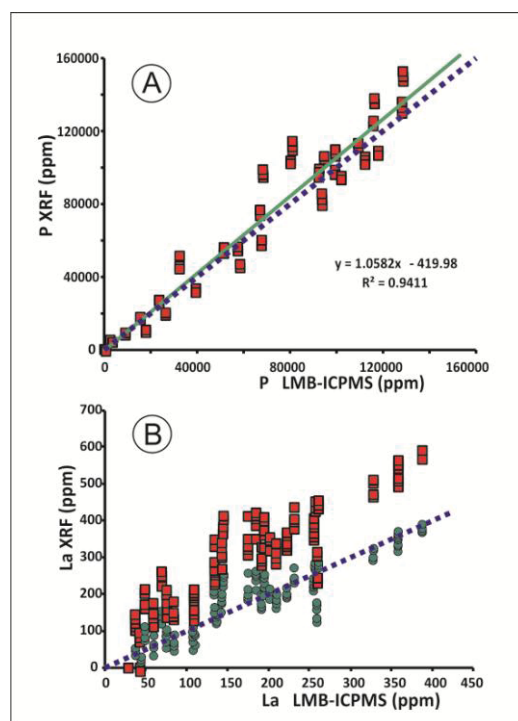 160000
A
120000
80000
40000
0
P XRF (ppm)
y = 1.0582x - 419.98
R² = 0.9411
0 40000 80000 120000 160000
P LMB-ICPMS (ppm)
700
B
600
500
400
300
200
100
0
La XRF (ppm)
0 50 100 150 200 250 300 350 400 450
La LMB-ICPMS (ppm)